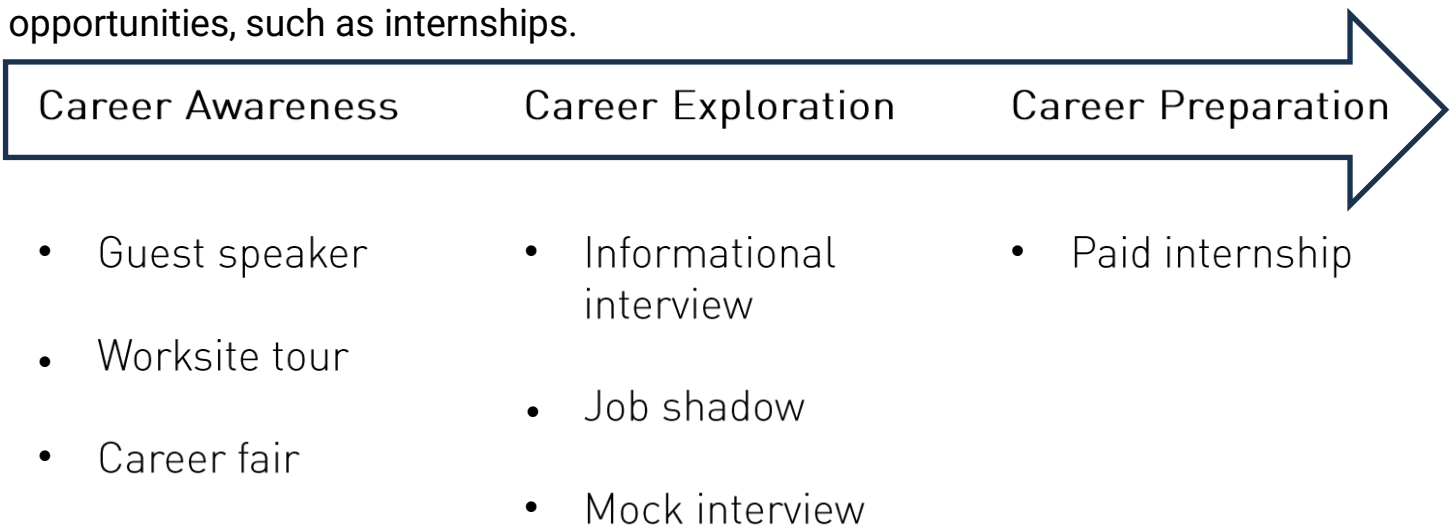 opportunities, such as internships.
Career Awareness
Career Exploration
Career Preparation
• Guest speaker
• Worksite tour
• Career fair
• Informational
interview
• Job shadow
• Mock interview
• Paid internship